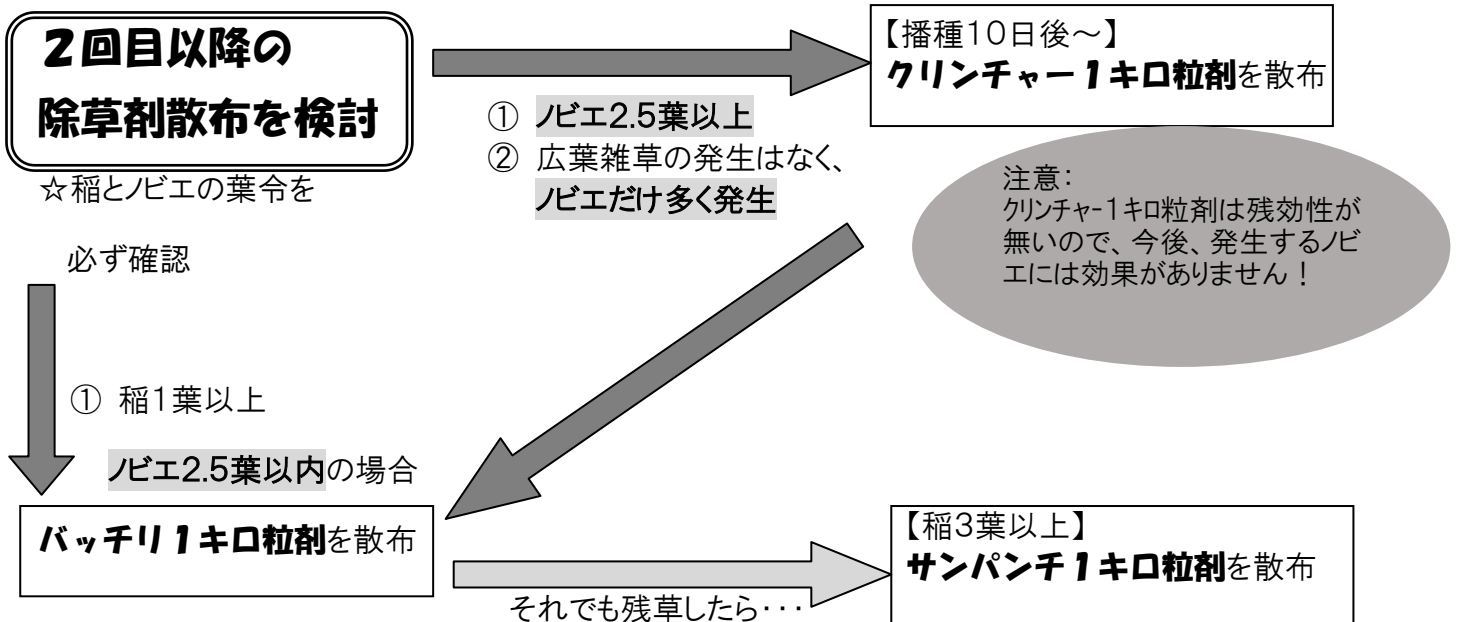 ２回目以降の
除草剤散布を検討
☆稲とノビエの葉令を
必ず確認
① ノビエ2.5葉以上
② 広葉雑草の発生はなく、
ノビエだけ多く発生
【播種10日後～】
クリンチャー１キロ粒剤を散布
注意：
クリンチャｰ1キロ粒剤は残効性が
無いので、今後、発生するノビ
エには効果がありません！
① 稲1葉以上
ノビエ2.5葉以内の場合
バッチリ１キロ粒剤を散布
それでも残草したら・・・
【稲3葉以上】
サンパンチ１キロ粒剤を散布